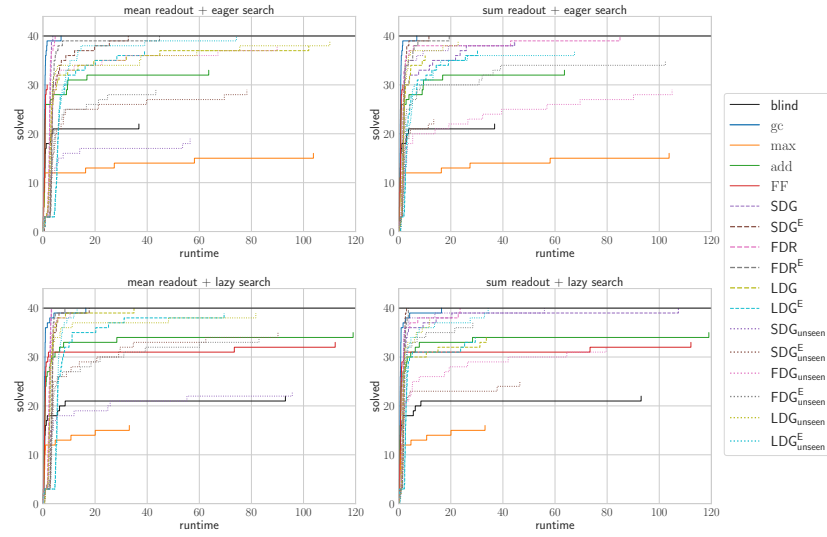 mean readout + eager search
40
30
20
10
0
solved
0 20 40 60 80 100 120
runtime
sum readout + eager search
40
30
20
10
0
solved
0 20 40 60 80 100 120
runtime
mean readout + lazy search
40
30
20
10
0
solved
0 20 40 60 80 100 120
runtime
sum readout + lazy search
40
30
20
10
0
solved
0 20 40 60 80 100 120
runtime
blind
gc
max
add
FF
SDG
SDG^E
FDR
FDR^E
LDG
LDG^E
SDG_unseen
SDG^E_unseen
FDG_unseen
FDG^E_unseen
LDG_unseen
LDG^E_unseen